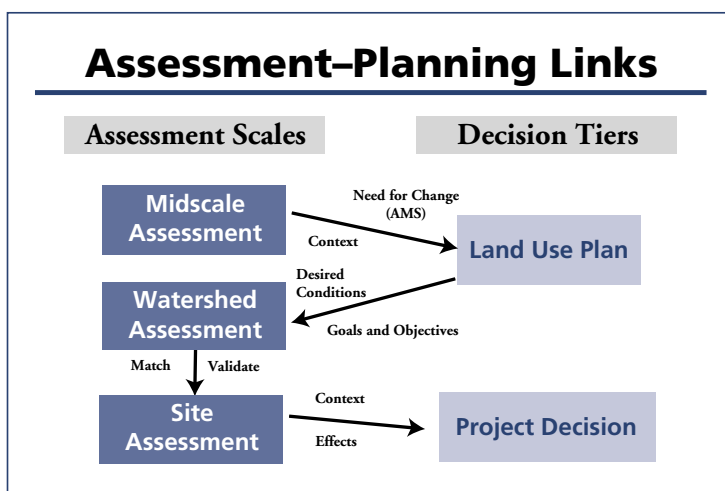 Assessment–Planning Links
Assessment Scales
Decision Tiers
Midscale
Assessment
Need for Change
(AMS)
Context
Land Use Plan
Desired
Conditions
Watershed
Assessment
Goals and Objectives
Match
Validate
Site
Assessment
Context
Effects
Project Decision